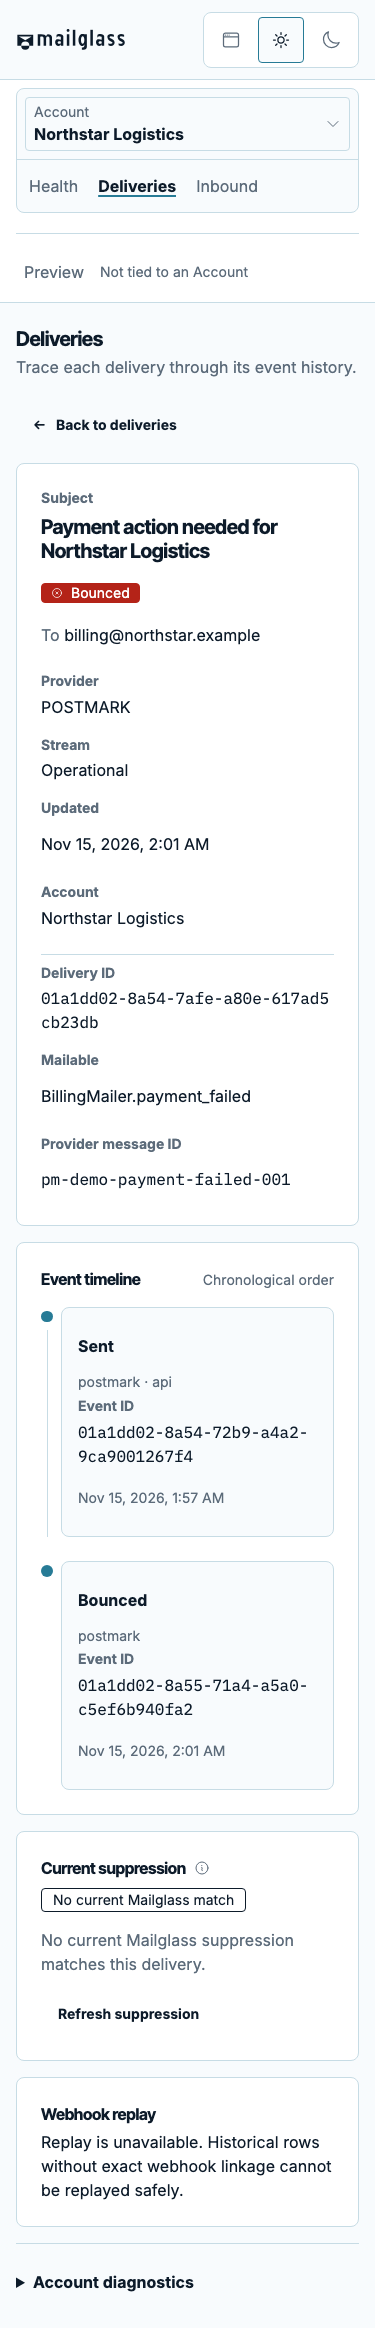 mailglass
Account
Northstar Logistics
Health Deliveries Inbound
Preview Not tied to an Account
Deliveries
Trace each delivery through its event history.
← Back to deliveries
Subject
Payment action needed for
Northstar Logistics
Bounced
To billing@northstar.example
Provider
POSTMARK
Stream
Operational
Updated
Nov 15, 2026, 2:01 AM
Account
Northstar Logistics
Delivery ID
01a1dd02-8a54-7afe-a80e-617ad5
cb23db
Mailable
BillingMailer.payment_failed
Provider message ID
pm-demo-payment-failed-001
Event timeline Chronological order
Sent
postmark · api
Event ID
01a1dd02-8a54-72b9-a4a2-
9ca9001267f4
Nov 15, 2026, 1:57 AM
Bounced
postmark
Event ID
01a1dd02-8a55-71a4-a5a0-
c5ef6b940fa2
Nov 15, 2026, 2:01 AM
Current suppression
No current Mailglass match
No current Mailglass suppression
matches this delivery.
Refresh suppression
Webhook replay
Replay is unavailable. Historical rows
without exact webhook linkage cannot
be replayed safely.
Account diagnostics